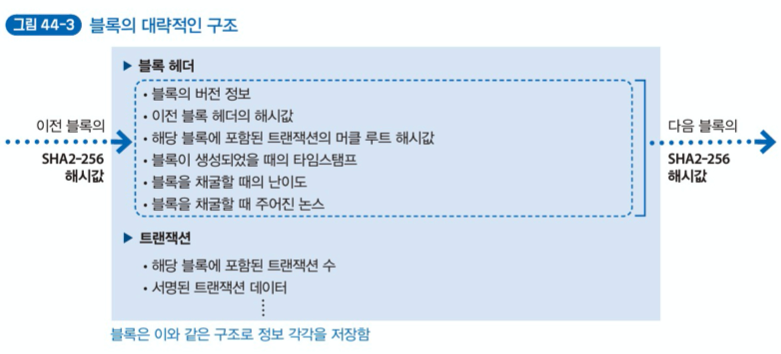 그림 44-3 블록의 대략적인 구조
▶ 블록 헤더
• 블록의 버전 정보
• 이전 블록 헤더의 해시값
• 해당 블록에 포함된 트랜잭션의 머클 루트 해시값
• 블록이 생성되었을 때의 타임스탬프
• 블록을 채굴할 때의 난이도
• 블록을 채굴할 때 주어진 논스
이전 블록의
SHA2-256
해시값
다음 블록의
SHA2-256
해시값
▶ 트랜잭션
• 해당 블록에 포함된 트랜잭션 수
• 서명된 트랜잭션 데이터
블록은 이와 같은 구조로 정보 각각을 저장함